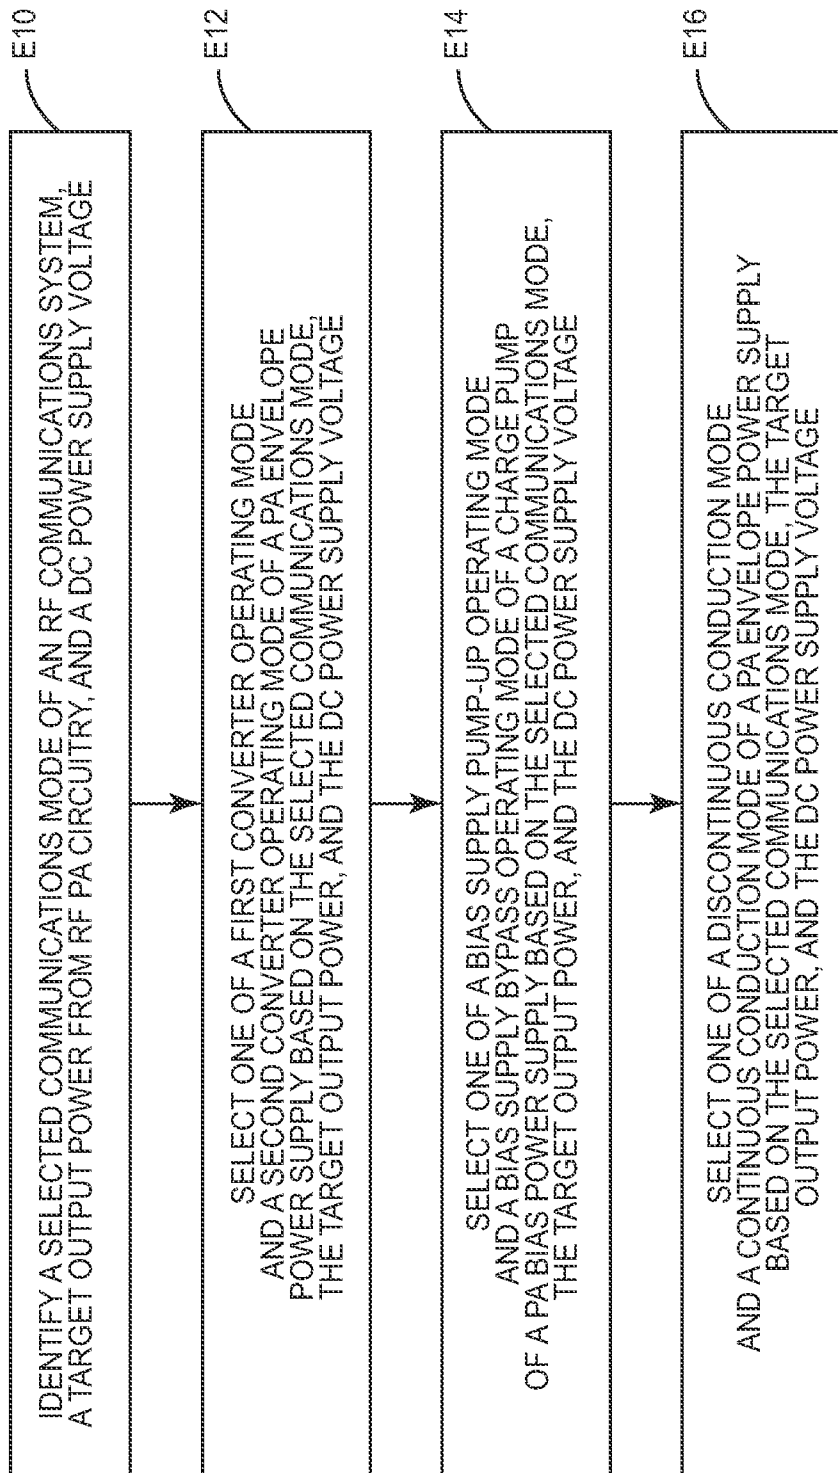 IDENTIFY A SELECTED COMMUNICATIONS MODE OF AN RF COMMUNICATIONS SYSTEM,
A TARGET OUTPUT POWER FROM RF PA CIRCUITRY, AND A DC POWER SUPPLY VOLTAGE
E10
SELECT ONE OF A FIRST CONVERTER OPERATING MODE
AND A SECOND CONVERTER OPERATING MODE OF A PA ENVELOPE
POWER SUPPLY BASED ON THE SELECTED COMMUNICATIONS MODE,
THE TARGET OUTPUT POWER, AND THE DC POWER SUPPLY VOLTAGE
E12
SELECT ONE OF A BIAS SUPPLY PUMP-UP OPERATING MODE
AND A BIAS SUPPLY BYPASS OPERATING MODE OF A CHARGE PUMP
OF A PA BIAS POWER SUPPLY BASED ON THE SELECTED COMMUNICATIONS MODE,
THE TARGET OUTPUT POWER, AND THE DC POWER SUPPLY VOLTAGE
E14
SELECT ONE OF A DISCONTINUOUS CONDUCTION MODE
AND A CONTINUOUS CONDUCTION MODE OF A PA ENVELOPE POWER SUPPLY
BASED ON THE SELECTED COMMUNICATIONS MODE, THE TARGET
OUTPUT POWER, AND THE DC POWER SUPPLY VOLTAGE
E16